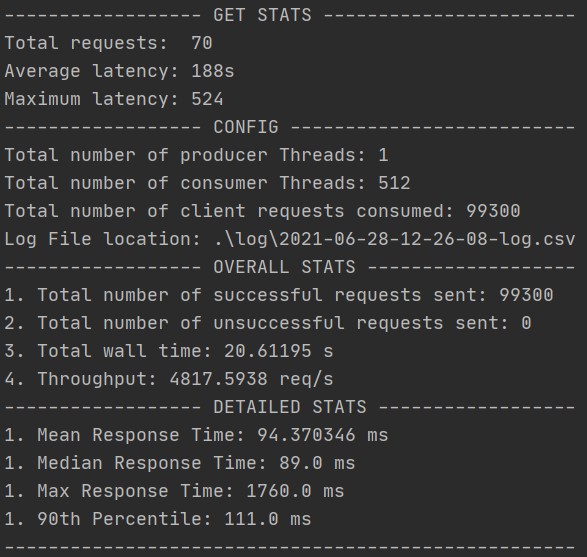 ------------------ GET STATS -----------------------
Total requests:  70
Average latency: 188s
Maximum latency: 524
------------------ CONFIG --------------------------
Total number of producer Threads: 1
Total number of consumer Threads: 512
Total number of client requests consumed: 99300
Log File location: .\log\2021-06-28-12-26-08-log.csv
------------------ OVERALL STATS -------------------
1. Total number of successful requests sent: 99300
2. Total number of unsuccessful requests sent: 0
3. Total wall time: 20.61195 s
4. Throughput: 4817.5938 req/s
------------------ DETAILED STATS ------------------
1. Mean Response Time: 94.370346 ms
1. Median Response Time: 89.0 ms
1. Max Response Time: 1760.0 ms
1. 90th Percentile: 111.0 ms
----------------------------------------------------